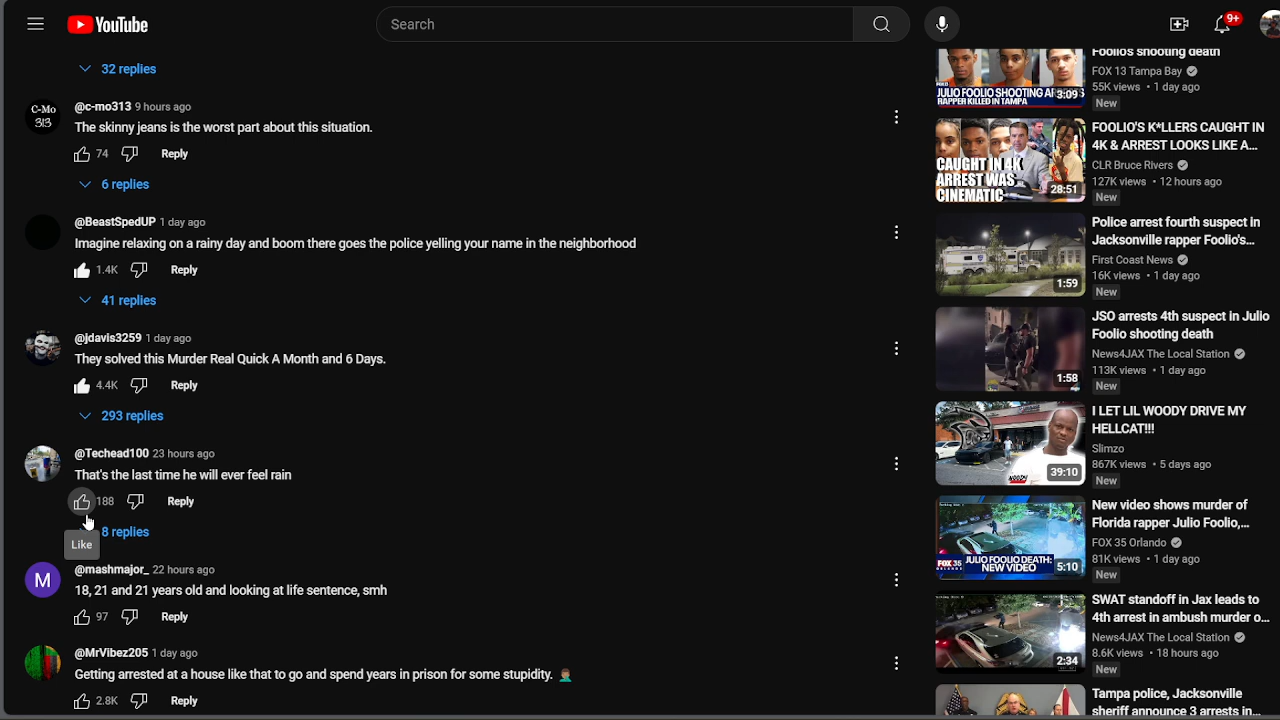 YouTube
Search
9+
32 replies
C-Mo
313
@c-mo313 9 hours ago
The skinny jeans is the worst part about this situation.
74 Reply
6 replies
@BeastSpedUP 1 day ago
Imagine relaxing on a rainy day and boom there goes the police yelling your name in the neighborhood
1.4K Reply
41 replies
@jdavis3259 1 day ago
They solved this Murder Real Quick A Month and 6 Days.
4.4K Reply
293 replies
@Techead100 23 hours ago
That's the last time he will ever feel rain
188 Reply
8 replies
Like
M
@mashmajor_ 22 hours ago
18, 21 and 21 years old and looking at life sentence, smh
97 Reply
@MrVibez205 1 day ago
Getting arrested at a house like that to go and spend years in prison for some stupidity. 🤦🏽‍♂️
2.8K Reply
JULIO FOOLIO SHOOTING
RAPPER KILLED IN TAMPA
3:09
Foolio's shooting death
FOX 13 Tampa Bay
55K views • 1 day ago
New
CAUGHT IN 4K
ARREST WAS
CINEMATIC
28:51
FOOLIO'S K*LLERS CAUGHT IN
4K & ARREST LOOKS LIKE A...
CLR Bruce Rivers
127K views • 12 hours ago
New
1:59
Police arrest fourth suspect in
Jacksonville rapper Foolio's...
First Coast News
16K views • 1 day ago
New
1:58
JSO arrests 4th suspect in Julio
Foolio shooting death
News4JAX The Local Station
113K views • 1 day ago
New
WOODY
39:10
I LET LIL WOODY DRIVE MY
HELLCAT!!!
Slimzo
867K views • 5 days ago
New
FOX 35
ORLANDO
JULIO FOOLIO DEATH:
NEW VIDEO
5:10
New video shows murder of
Florida rapper Julio Foolio,...
FOX 35 Orlando
81K views • 1 day ago
New
2:34
SWAT standoff in Jax leads to
4th arrest in ambush murder o...
News4JAX The Local Station
8.6K views • 18 hours ago
New
Tampa police, Jacksonville
sheriff announce 3 arrests in...